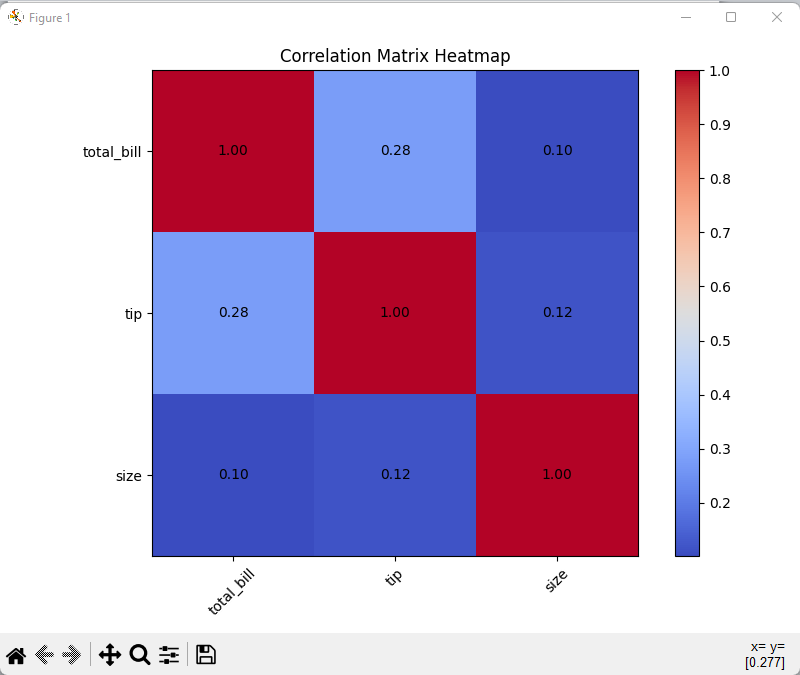 Figure 1
Correlation Matrix Heatmap
total_bill 1.00 0.28 0.10
tip 0.28 1.00 0.12
size 0.10 0.12 1.00
total_bill tip size
1.0
0.9
0.8
0.7
0.6
0.5
0.4
0.3
0.2
x= y=
[0.277]